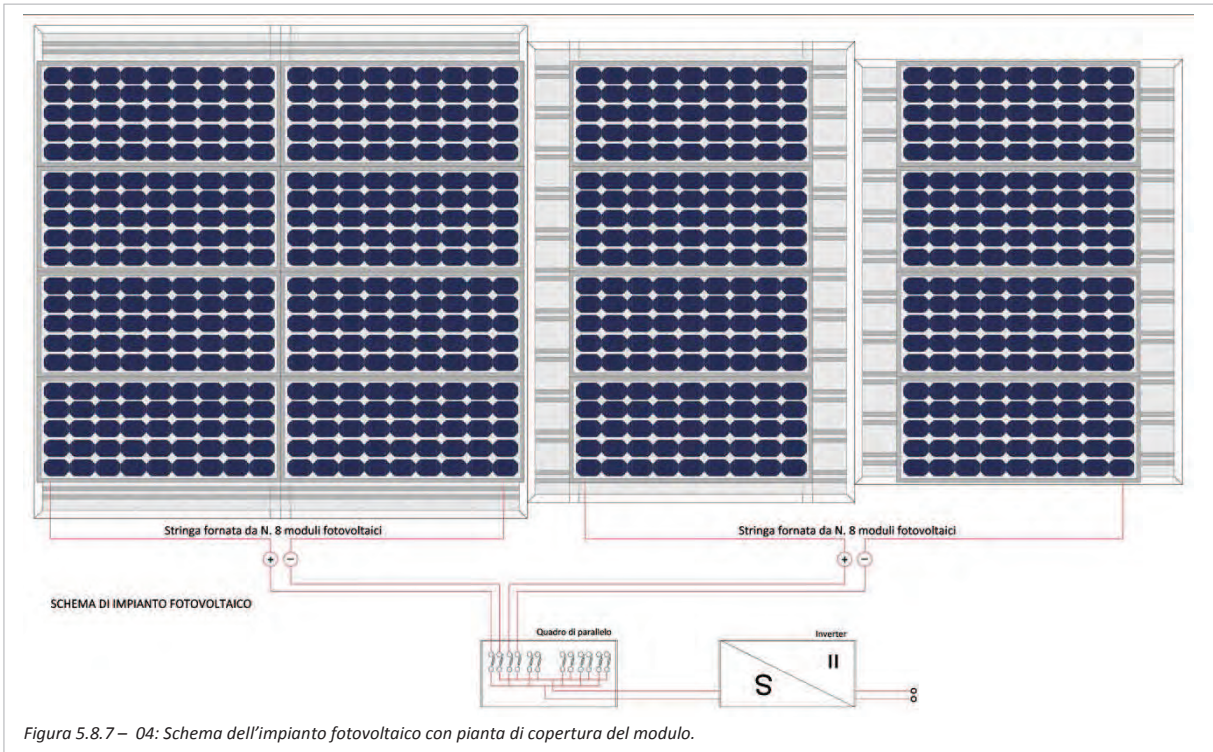 Stringa fornata da N. 8 moduli fotovoltaici
Stringa fornata da N. 8 moduli fotovoltaici
+ −
+ −
SCHEMA DI IMPIANTO FOTOVOLTAICO
Quadro di parallelo
Inverter
S
II
Figura 5.8.7 – 04: Schema dell’impianto fotovoltaico con pianta di copertura del modulo.